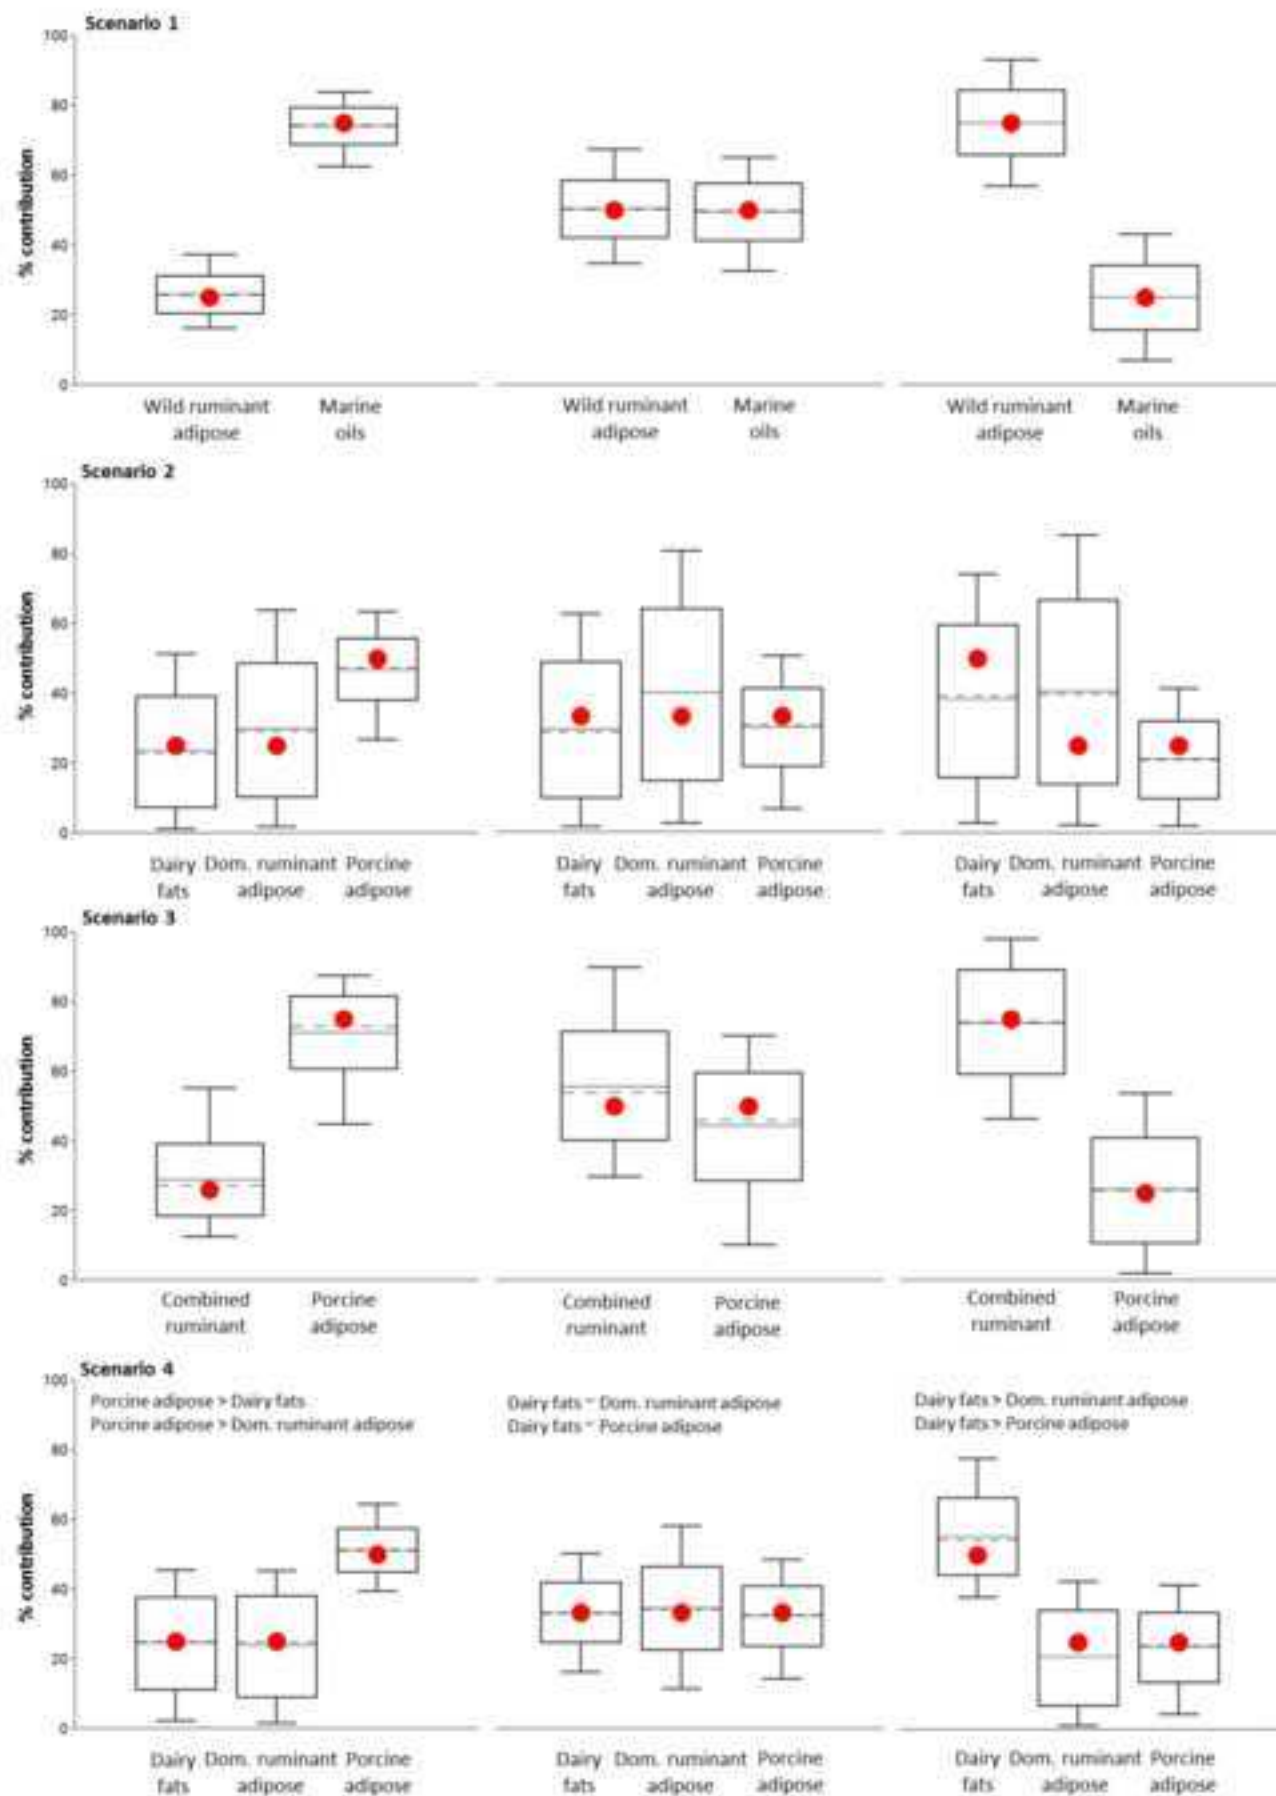 Scenario 1
100
80
60
40
20
0
% contribution
Wild ruminant adipose
Marine oils
Wild ruminant adipose
Marine oils
Wild ruminant adipose
Marine oils
Scenario 2
100
80
60
40
20
0
% contribution
Dairy fats
Dom. ruminant adipose
Porcine adipose
Dairy fats
Dom. ruminant adipose
Porcine adipose
Dairy fats
Dom. ruminant adipose
Porcine adipose
Scenario 3
100
80
60
40
20
0
% contribution
Combined ruminant
Porcine adipose
Combined ruminant
Porcine adipose
Combined ruminant
Porcine adipose
Scenario 4
100
80
60
40
20
0
% contribution
Porcine adipose > Dairy fats
Porcine adipose > Dom. ruminant adipose
Dairy fats ~ Dom. ruminant adipose
Dairy fats ~ Porcine adipose
Dairy fats > Dom. ruminant adipose
Dairy fats > Porcine adipose
Dairy fats
Dom. ruminant adipose
Porcine adipose
Dairy fats
Dom. ruminant adipose
Porcine adipose
Dairy fats
Dom. ruminant adipose
Porcine adipose